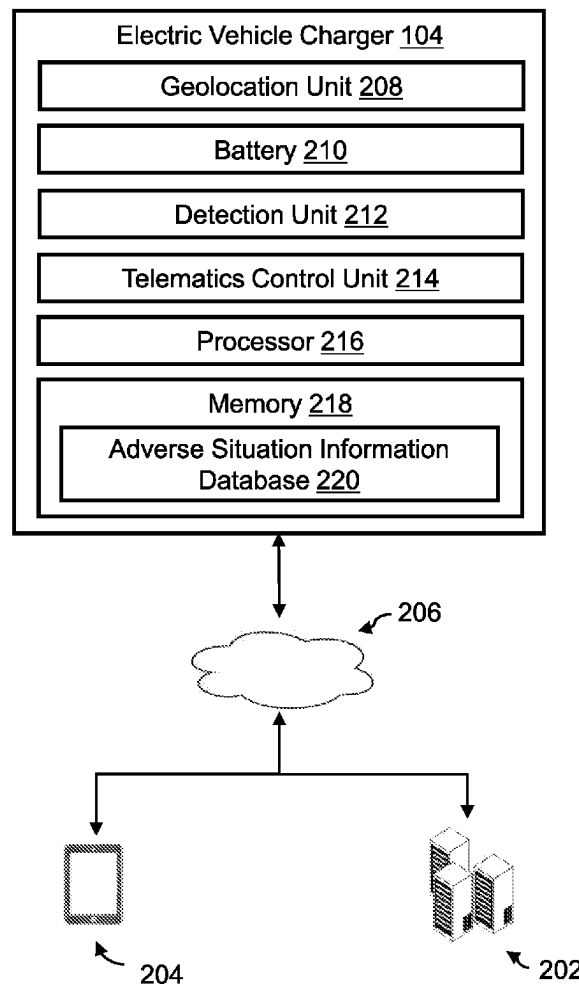 Electric Vehicle Charger 104
Geolocation Unit 208
Battery 210
Detection Unit 212
Telematics Control Unit 214
Processor 216
Memory 218
Adverse Situation Information
Database 220
206
204
202